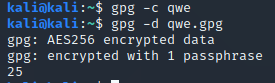 kali@kali:~$ gpg -c qwe
kali@kali:~$ gpg -d qwe.gpg
gpg: AES256 encrypted data
gpg: encrypted with 1 passphrase
25